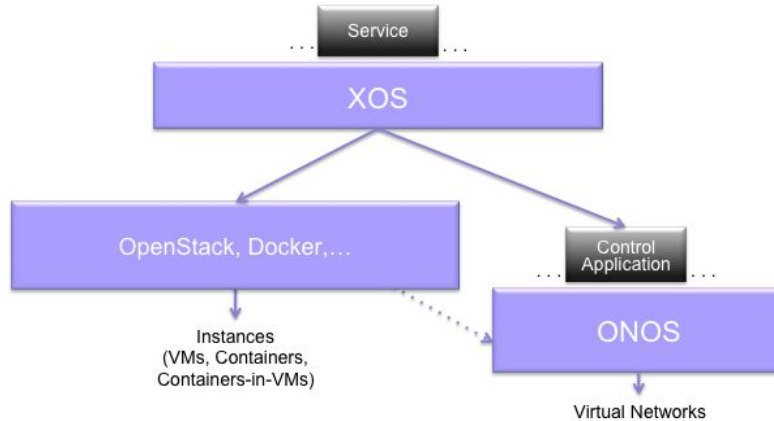 Service
... ...
XOS
OpenStack, Docker,...
Control
Application
... ...
ONOS
Instances
(VMs, Containers,
Containers-in-VMs)
Virtual Networks